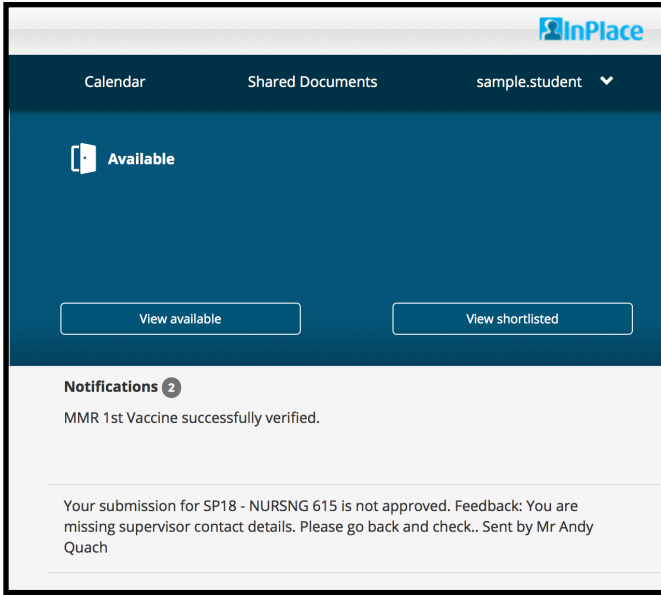 InPlace
Calendar Shared Documents sample.student
Available
View available View shortlisted
Notifications 2
MMR 1st Vaccine successfully verified.
Your submission for SP18 - NURSNG 615 is not approved. Feedback: You are
missing supervisor contact details. Please go back and check.. Sent by Mr Andy
Quach